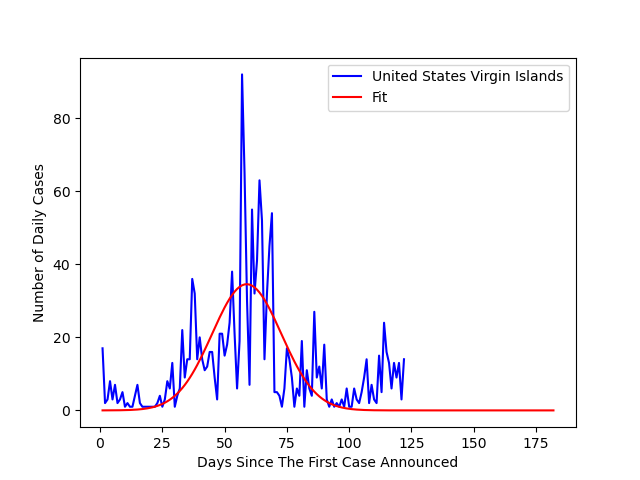 United States Virgin Islands
Fit
Number of Daily Cases
80
60
40
20
0
0 25 50 75 100 125 150 175
Days Since The First Case Announced